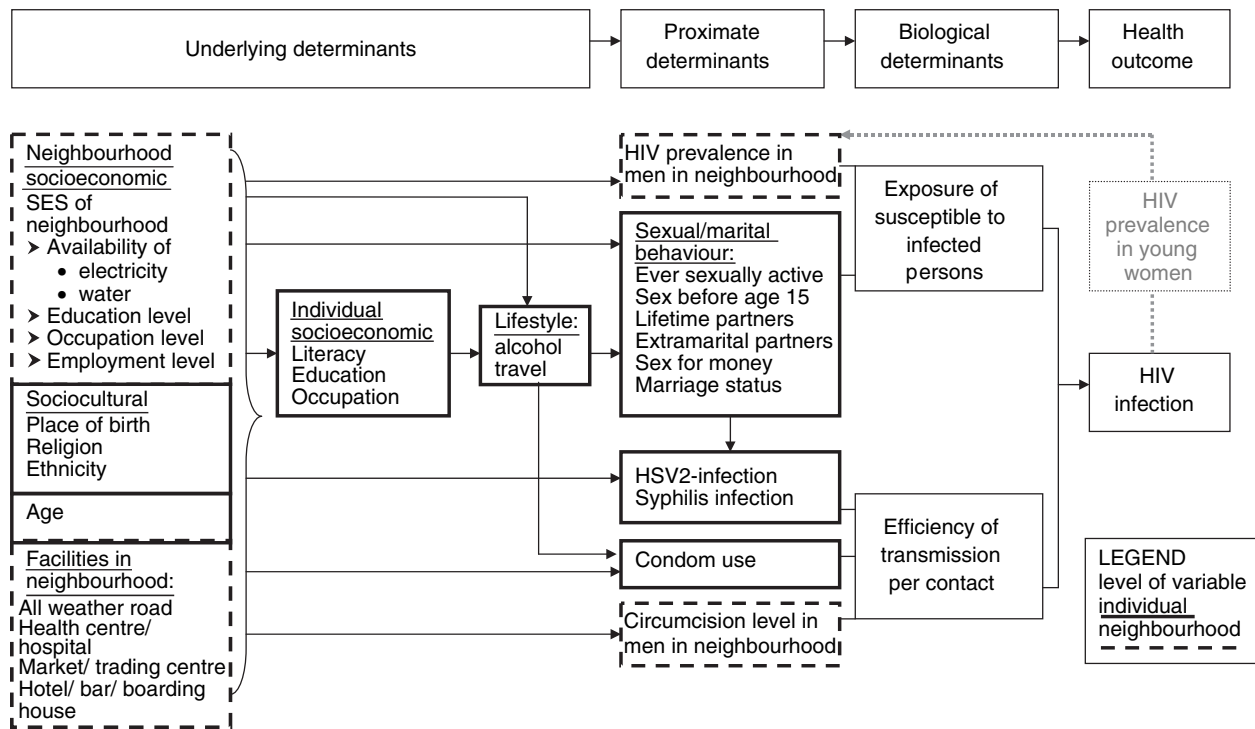 Underlying determinants
Proximate
determinants
Biological
determinants
Health
outcome
Neighbourhood
socioeconomic
SES of
neighbourhood
➤ Availability of
• electricity
• water
➤ Education level
➤ Occupation level
➤ Employment level
Sociocultural
Place of birth
Religion
Ethnicity
Age
Facilities in
neighbourhood:
All weather road
Health centre/
hospital
Market/ trading centre
Hotel/ bar/ boarding
house
Individual
socioeconomic
Literacy
Education
Occupation
Lifestyle:
alcohol
travel
HIV prevalence in
men in neighbourhood
Sexual/marital
behaviour:
Ever sexually active
Sex before age 15
Lifetime partners
Extramarital partners
Sex for money
Marriage status
HSV2-infection
Syphilis infection
Condom use
Circumcision level in
men in neighbourhood
Exposure of
susceptible to
infected
persons
Efficiency of
transmission
per contact
HIV
prevalence
in young
women
HIV
infection
LEGEND
level of variable
individual
neighbourhood